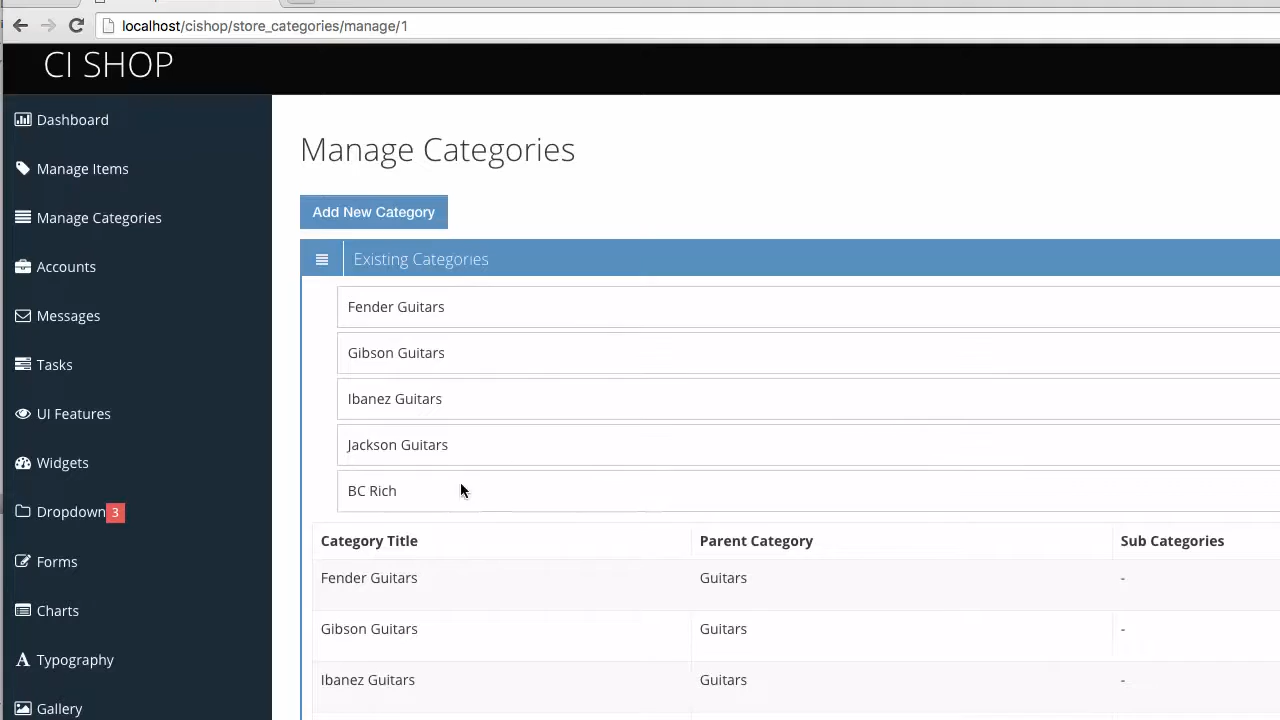 localhost/cishop/store_categories/manage/1
CI SHOP
Dashboard
Manage Items
Manage Categories
Accounts
Messages
Tasks
UI Features
Widgets
Dropdown 3
Forms
Charts
Typography
Gallery
Manage Categories
Add New Category
Existing Categories
Fender Guitars
Gibson Guitars
Ibanez Guitars
Jackson Guitars
BC Rich
Category Title Parent Category Sub Categories
Fender Guitars Guitars -
Gibson Guitars Guitars -
Ibanez Guitars Guitars -